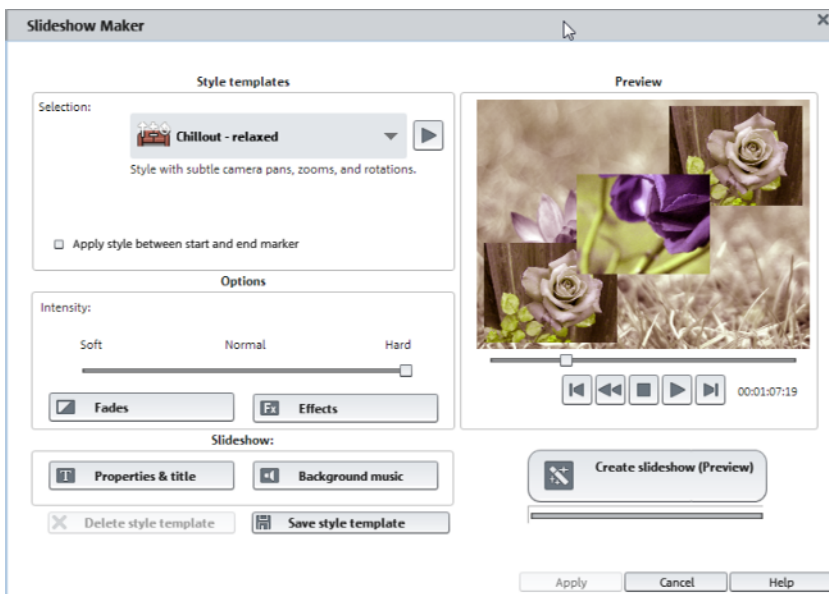 Slideshow Maker
Style templates
Selection:
Chillout - relaxed
Style with subtle camera pans, zooms, and rotations.
Apply style between start and end marker
Options
Intensity:
Soft Normal Hard
Fades
Effects
Slideshow:
Properties & title
Background music
Delete style template
Save style template
Preview
00:01:07:19
Create slideshow (Preview)
Apply
Cancel
Help